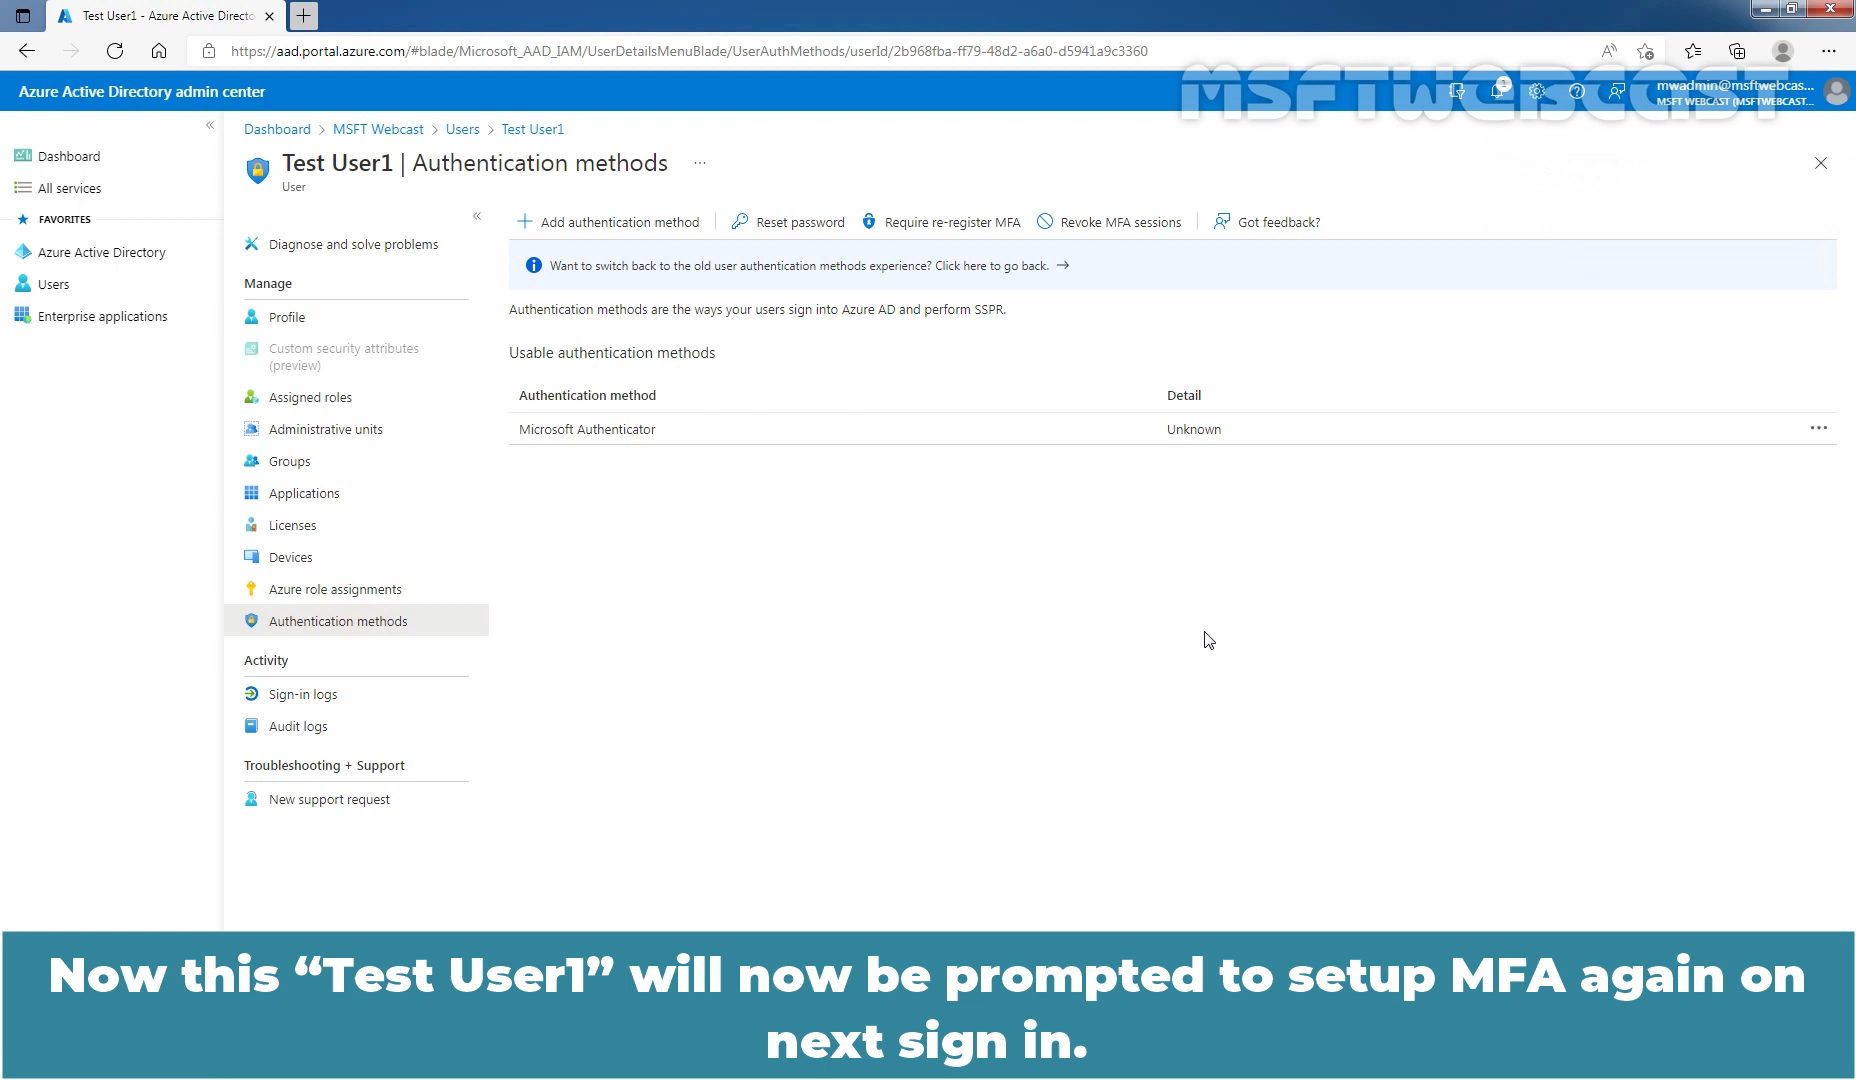 Test User1 - Azure Active Directo
https://aad.portal.azure.com/#blade/Microsoft_AAD_IAM/UserDetailsMenuBlade/UserAuthMethods/userId/2b968fba-ff79-48d2-a6a0-d5941a9c3360
Azure Active Directory admin center
MSFTWEBCAST
1
mwadmin@msftwebcas...
MSFT WEBCAST (MSFTWEBCAST....
Dashboard
All services
FAVORITES
Azure Active Directory
Users
Enterprise applications
Dashboard > MSFT Webcast > Users > Test User1
Test User1 | Authentication methods ...
User
Diagnose and solve problems
Manage
Profile
Custom security attributes
(preview)
Assigned roles
Administrative units
Groups
Applications
Licenses
Devices
Azure role assignments
Authentication methods
Activity
Sign-in logs
Audit logs
Troubleshooting + Support
New support request
Add authentication method Reset password Require re-register MFA Revoke MFA sessions Got feedback?
Want to switch back to the old user authentication methods experience? Click here to go back. →
Authentication methods are the ways your users sign into Azure AD and perform SSPR.
Usable authentication methods
Authentication method Detail
Microsoft Authenticator Unknown ...
Now this “Test User1” will now be prompted to setup MFA again on
next sign in.